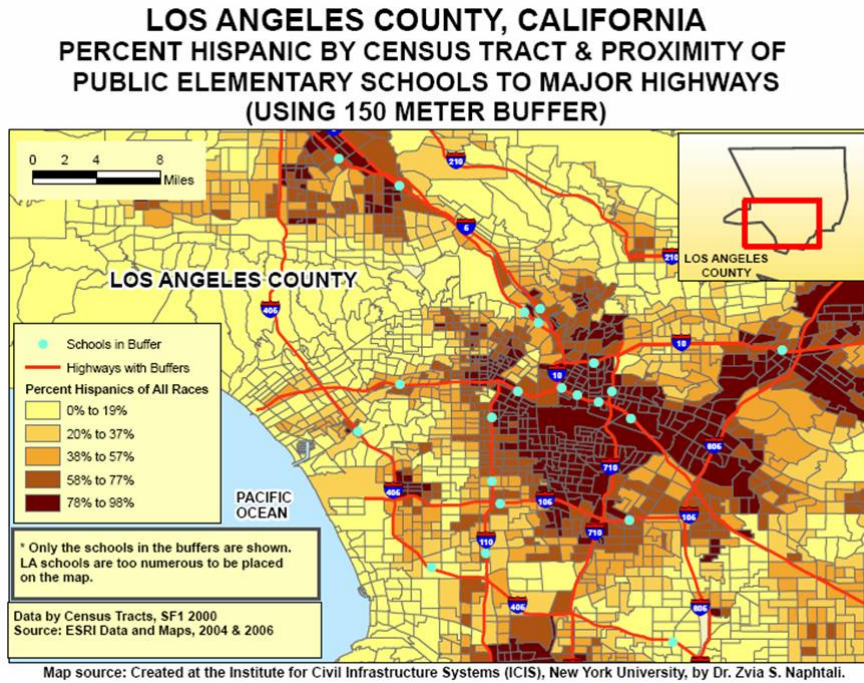 LOS ANGELES COUNTY, CALIFORNIA
PERCENT HISPANIC BY CENSUS TRACT & PROXIMITY OF
PUBLIC ELEMENTARY SCHOOLS TO MAJOR HIGHWAYS
(USING 150 METER BUFFER)
0 2 4 8
Miles
210
5
210
LOS ANGELES
COUNTY
LOS ANGELES COUNTY
405
10
10
Schools in Buffer
Highways with Buffers
Percent Hispanics of All Races
0% to 19%
20% to 37%
38% to 57%
58% to 77%
78% to 98%
605
710
405
105
105
PACIFIC
OCEAN
110
710
* Only the schools in the buffers are shown.
LA schools are too numerous to be placed
on the map.
405
605
Data by Census Tracts, SF1 2000
Source: ESRI Data and Maps, 2004 & 2006
Map source: Created at the Institute for Civil Infrastructure Systems (ICIS), New York University, by Dr. Zvia S. Naphtali.